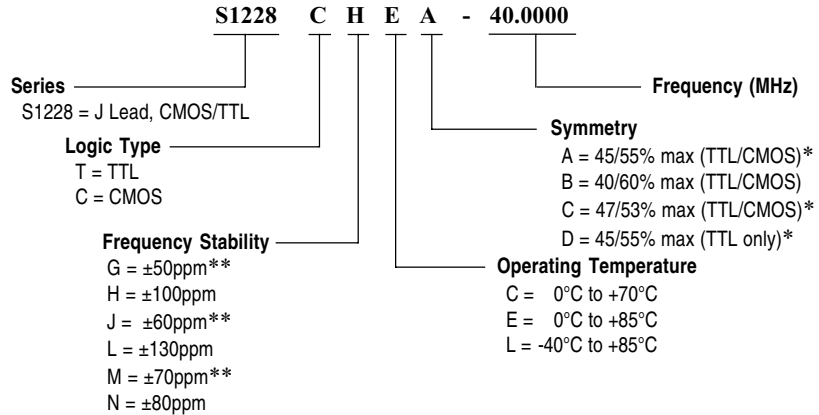 S1228 C H E A - 40.0000
Series
S1228 = J Lead, CMOS/TTL
Logic Type
T = TTL
C = CMOS
Frequency Stability
G = ±50ppm**
H = ±100ppm
J = ±60ppm**
L = ±130ppm
M = ±70ppm**
N = ±80ppm
Frequency (MHz)
Symmetry
A = 45/55% max (TTL/CMOS)*
B = 40/60% max (TTL/CMOS)
C = 47/53% max (TTL/CMOS)*
D = 45/55% max (TTL only)*
Operating Temperature
C = 0°C to +70°C
E = 0°C to +85°C
L = -40°C to +85°C